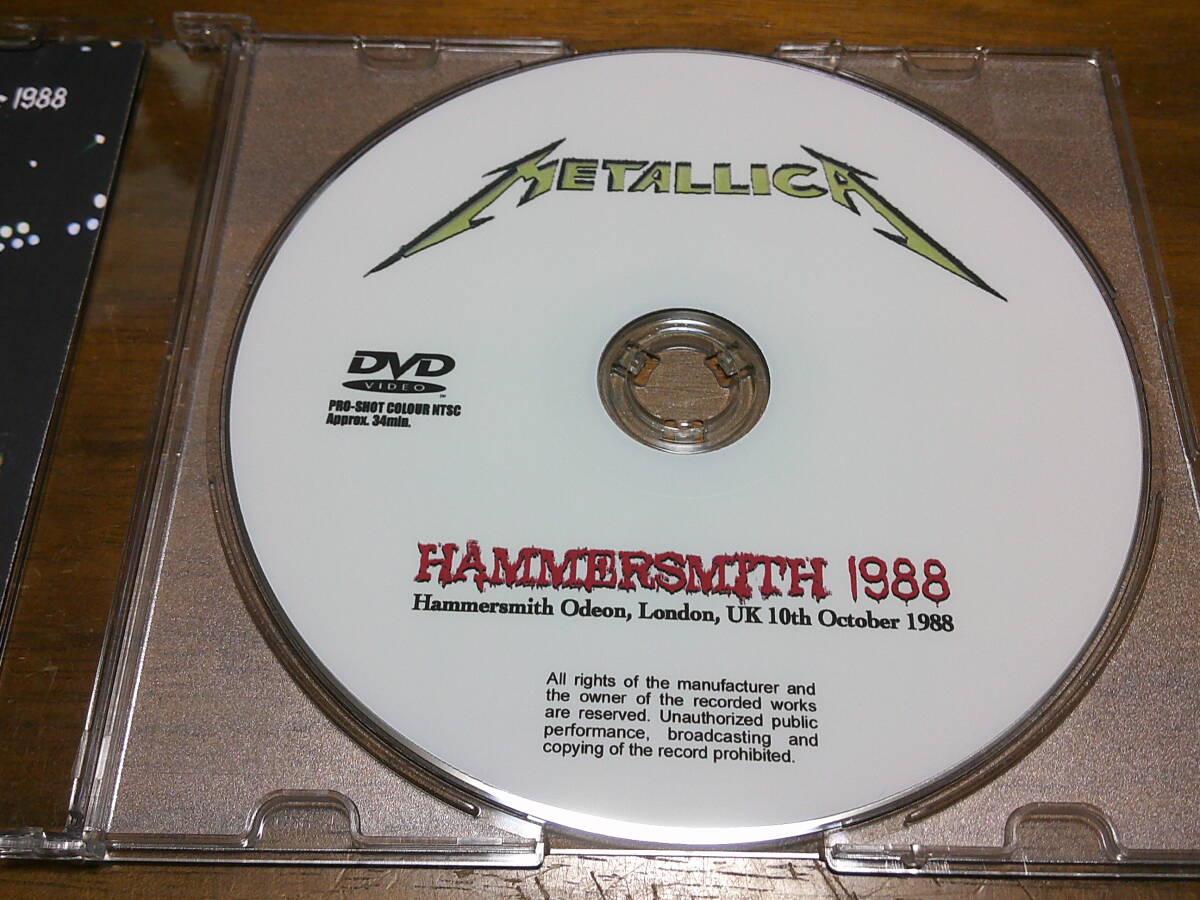 1988
METALLICA
DVD
VIDEO
PRO-SHOT COLOUR NTSC
Approx. 34min.
HAMMERSMITH 1988
Hammersmith Odeon, London, UK 10th October 1988
All rights of the manufacturer and
the owner of the recorded works
are reserved. Unauthorized public
performance, broadcasting and
copying of the record prohibited.